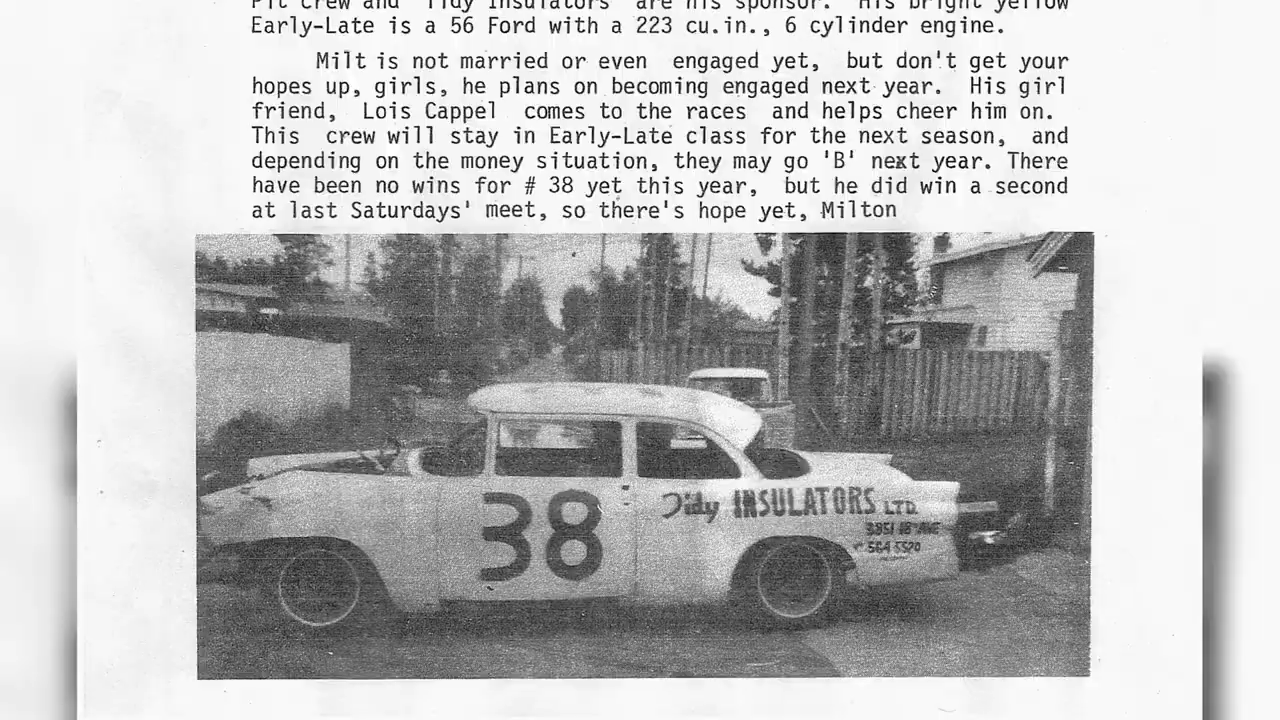 Pit crew and "Tidy Insulators" are his sponsor. His bright yellow
Early-Late is a 56 Ford with a 223 cu.in., 6 cylinder engine.
Milt is not married or even engaged yet, but don't get your
hopes up, girls, he plans on becoming engaged next year. His girl
friend, Lois Cappel comes to the races and helps cheer him on.
This crew will stay in Early-Late class for the next season, and
depending on the money situation, they may go 'B' next year. There
have been no wins for # 38 yet this year, but he did win a second
at last Saturdays' meet, so there's hope yet, Milton
38
Tidy INSULATORS LTD.
AVE